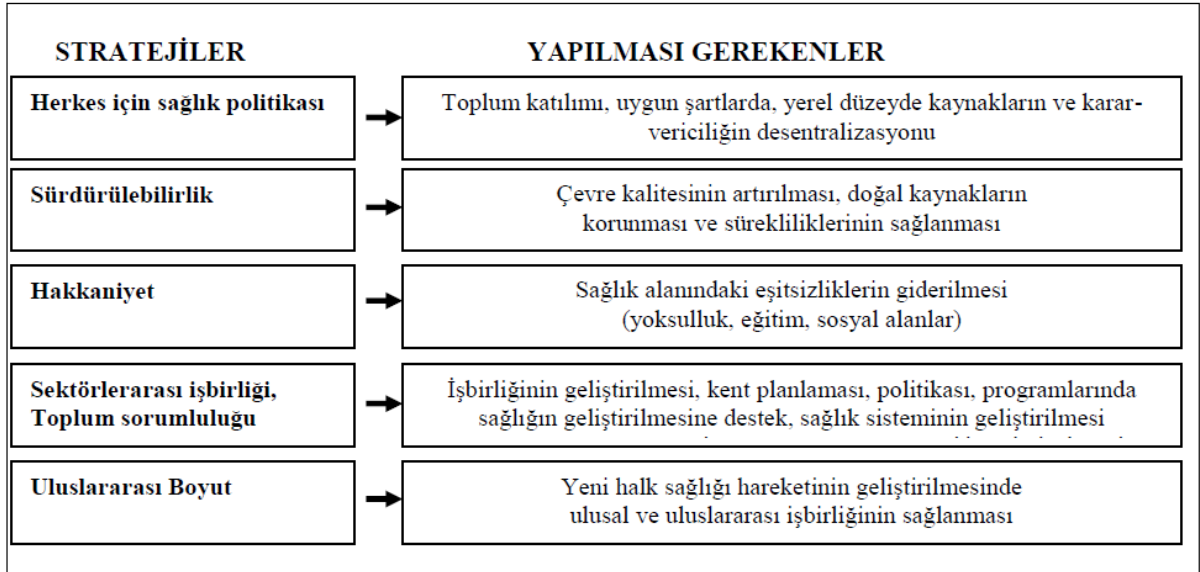 STRATEJİLER
YAPILMASI GEREKENLER
Herkes için sağlık politikası
Toplum katılımı, uygun şartlarda, yerel düzeyde kaynakların ve karar-
vericiliğin desentralizasyonu
Sürdürülebilirlik
Çevre kalitesinin artırılması, doğal kaynakların
korunması ve sürekliliklerinin sağlanması
Hakkaniyet
Sağlık alanındaki eşitsizliklerin giderilmesi
(yoksulluk, eğitim, sosyal alanlar)
Sektörlerarası işbirliği,
Toplum sorumluluğu
İşbirliğinin geliştirilmesi, kent planlaması, politikası, programlarında
sağlığın geliştirilmesine destek, sağlık sisteminin geliştirilmesi
Uluslararası Boyut
Yeni halk sağlığı hareketinin geliştirilmesinde
ulusal ve uluslararası işbirliğinin sağlanması